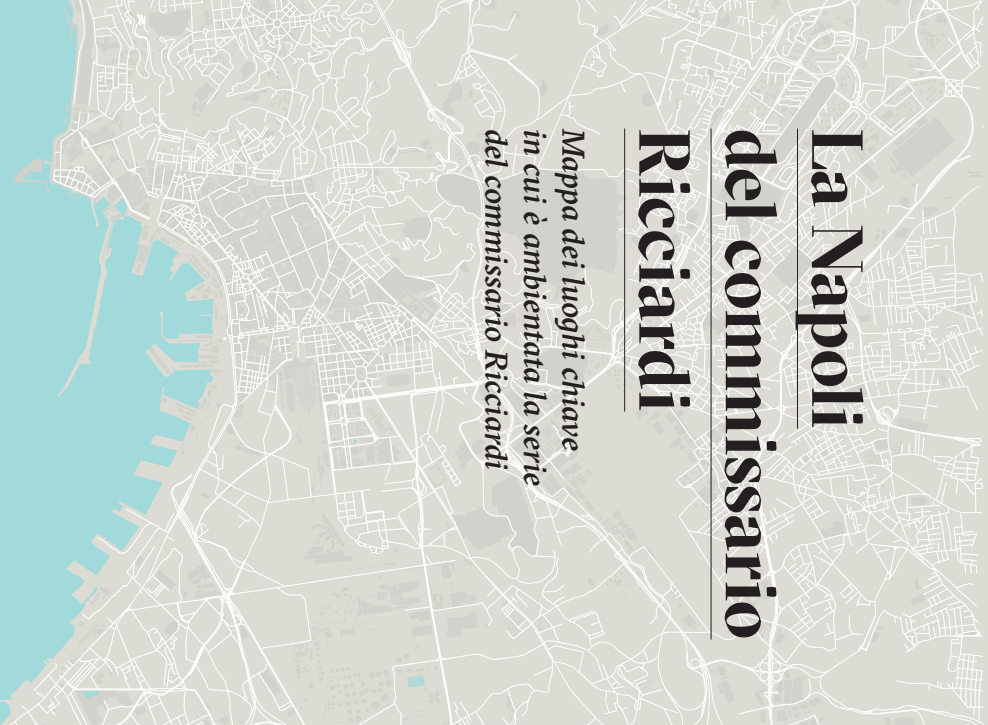 La Napoli
del commissario
Ricciardi
Mappa dei luoghi chiave
in cui è ambientata la serie
del commissario Ricciardi